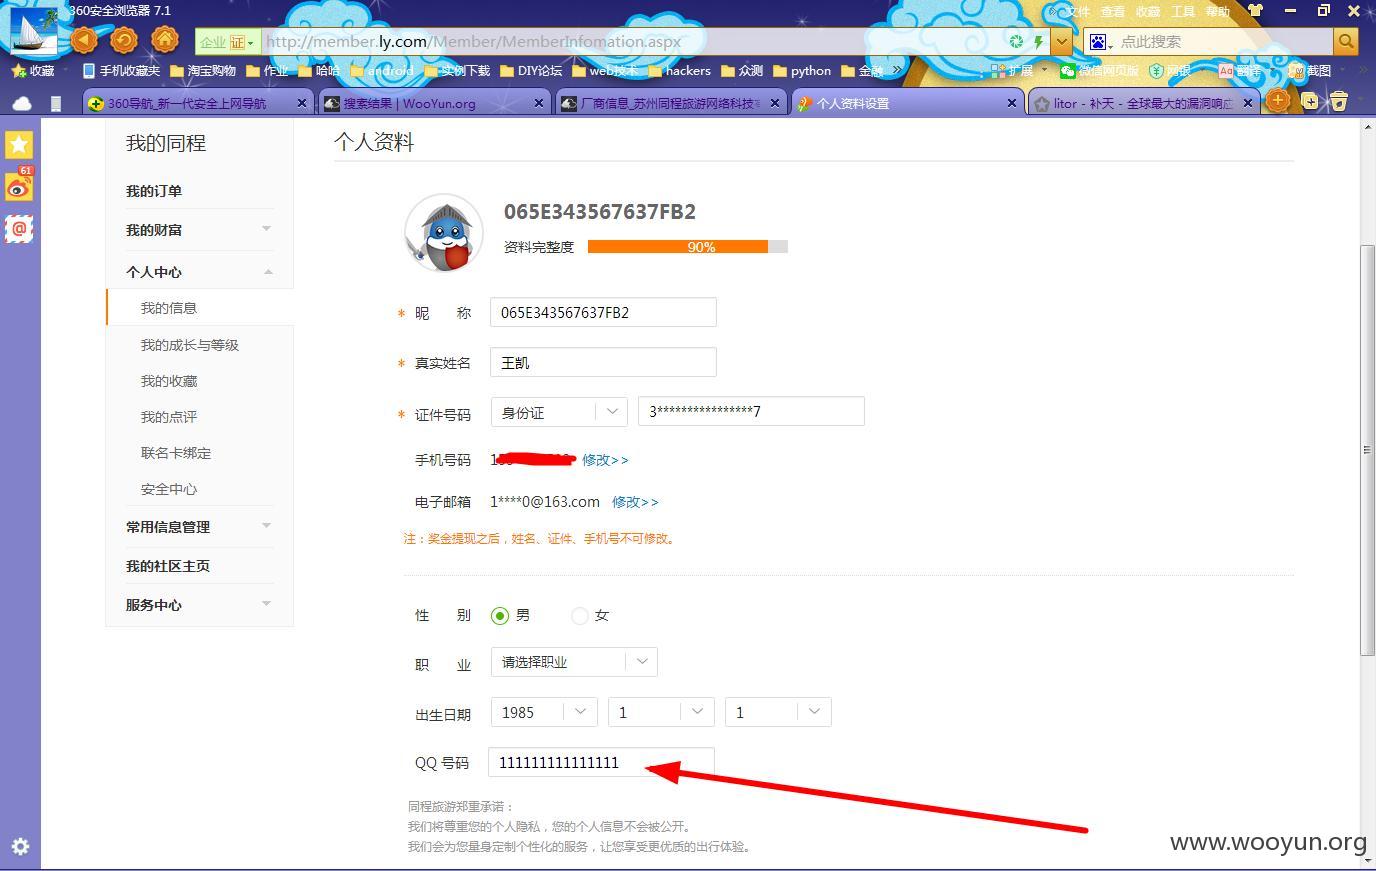 360安全浏览器 7.1
文件 查看 收藏 工具 帮助
企业 证 http://member.ly.com/Member/MemberInfomation.aspx 点此搜索
收藏 手机收藏夹 淘宝购物 作业 哈哈 android 实例下载 DIY论坛 web技术 hackers 众测 python 金融 扩展 微信网页版 网银 翻译 截图
360导航_新一代安全上网导航 搜索结果 | WooYun.org 厂商信息_苏州同程旅游网络科技 个人资料设置 litor - 补天 - 全球最大的漏洞响应
61
我的同程
我的订单
我的财富
个人中心
我的信息
我的成长与等级
我的收藏
我的点评
联名卡绑定
安全中心
常用信息管理
我的社区主页
服务中心
个人资料
065E343567637FB2
资料完整度 90%
* 昵 称 065E343567637FB2
* 真实姓名 王凯
* 证件号码 身份证 3****************7
手机号码 修改>>
电子邮箱 1****0@163.com 修改>>
注：奖金提现之后，姓名、证件、手机号不可修改。
性 别 男 女
职 业 请选择职业
出生日期 1985 1 1
QQ 号码 111111111111111
同程旅游郑重承诺：
我们将尊重您的个人隐私，您的个人信息不会被公开。
我们会为您量身定制个性化的服务，让您享受更优质的出行体验。
www.wooyun.org